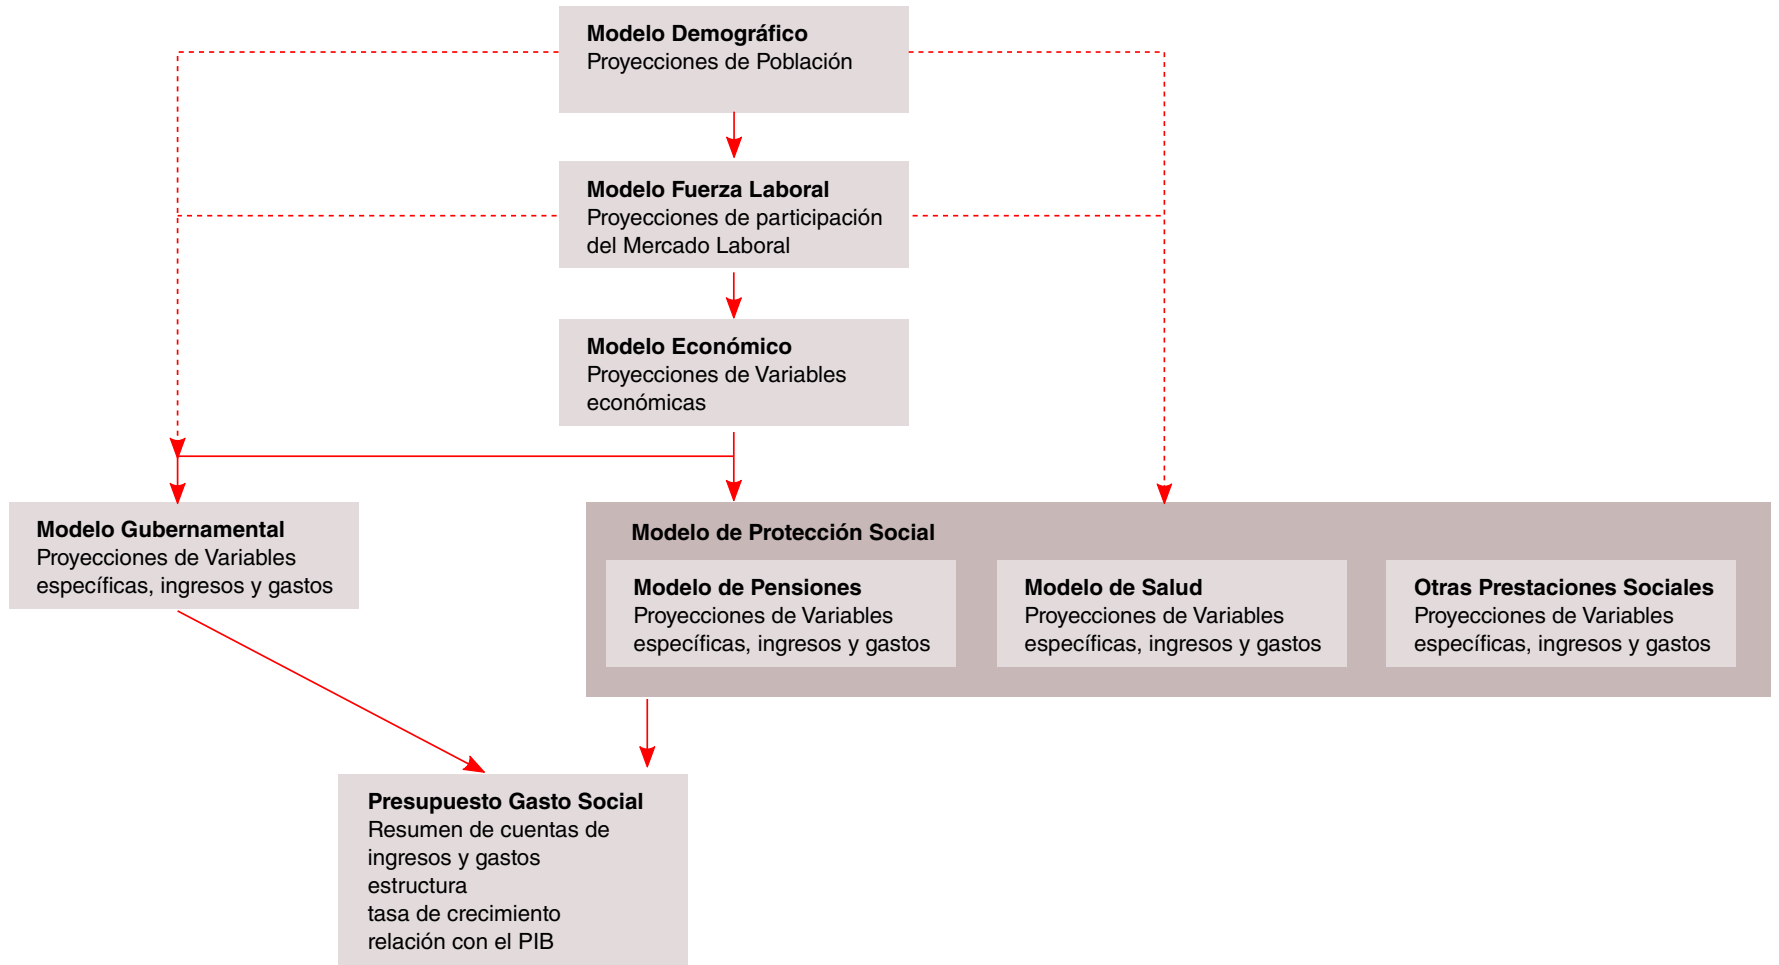 Modelo Demográfico
Proyecciones de Población
Modelo Fuerza Laboral
Proyecciones de participación
del Mercado Laboral
Modelo Económico
Proyecciones de Variables
económicas
Modelo Gubernamental
Proyecciones de Variables
específicas, ingresos y gastos
Modelo de Protección Social
Modelo de Pensiones
Proyecciones de Variables
específicas, ingresos y gastos
Modelo de Salud
Proyecciones de Variables
específicas, ingresos y gastos
Otras Prestaciones Sociales
Proyecciones de Variables
específicas, ingresos y gastos
Presupuesto Gasto Social
Resumen de cuentas de
ingresos y gastos
estructura
tasa de crecimiento
relación con el PIB